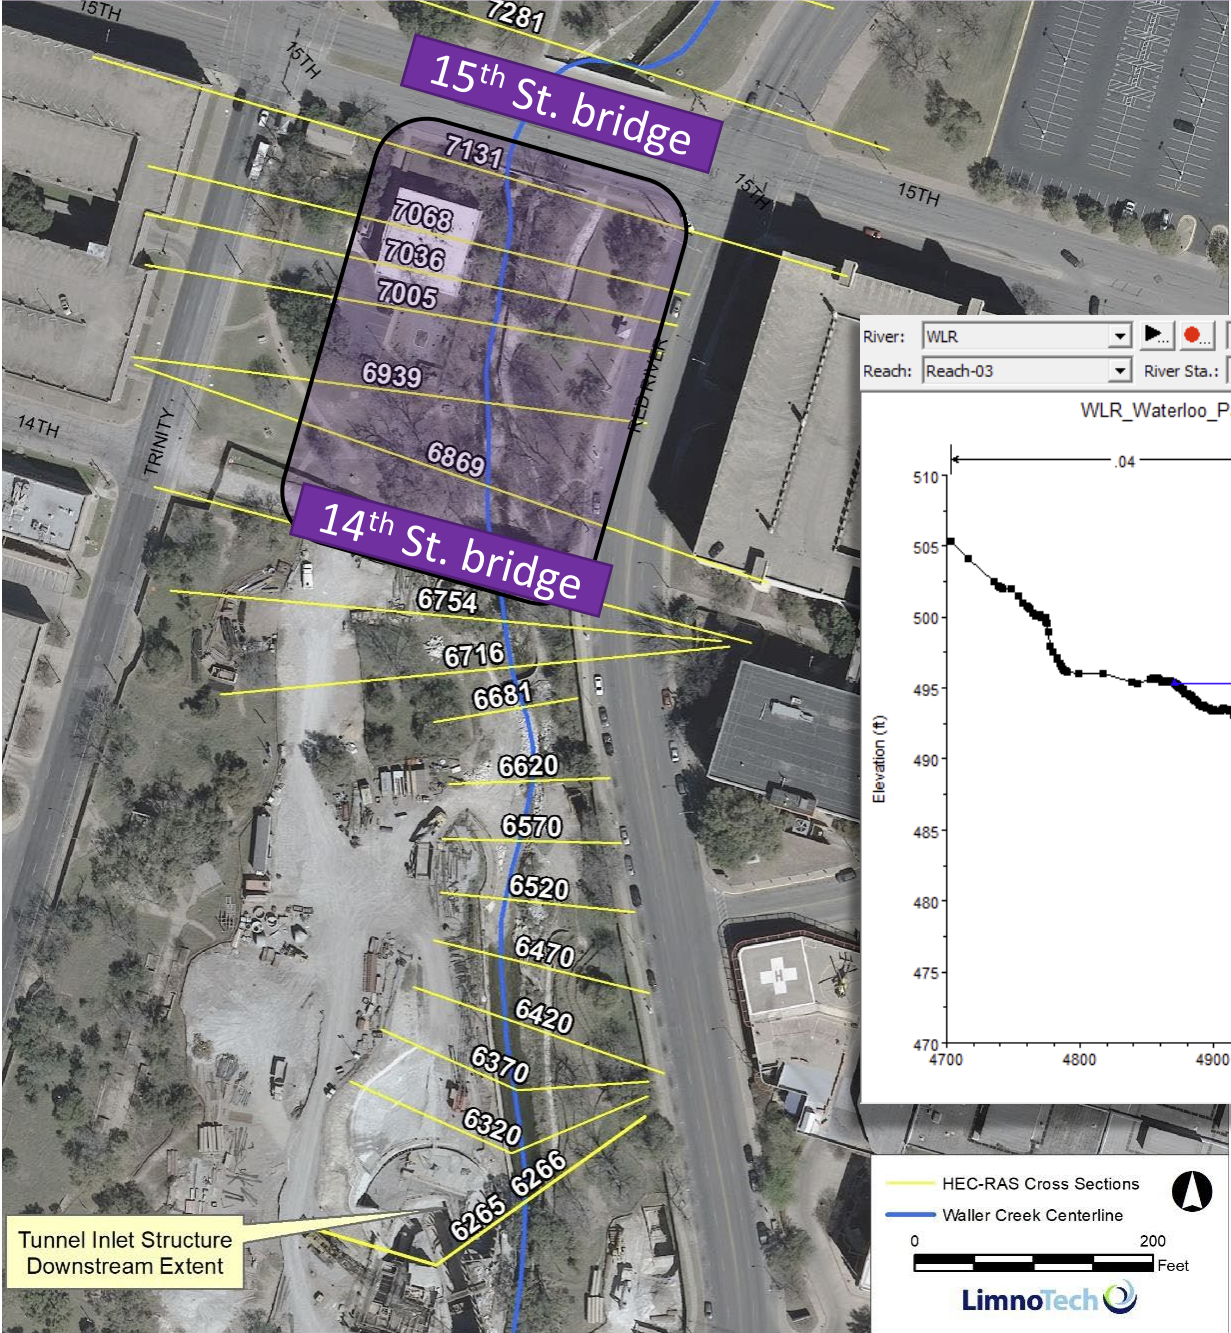 7281
15TH
15TH
15th St. bridge
7131
15TH
15TH
7068
7036
7005
River:
WLR
...
...
RED RIVER
Reach:
Reach-03
River Sta.:
6939
WLR_Waterloo_P
14TH
TRINITY
6869
.04
510
14th St. bridge
505
6754
500
6716
6681
495
6620
490
Elevation (ft)
6570
485
6520
480
6470
475
6420
470
4700
4800
4900
6370
H
6320
6266
HEC-RAS Cross Sections
6265
Waller Creek Centerline
Tunnel Inlet Structure
Downstream Extent
0
200
Feet
LimnoTech